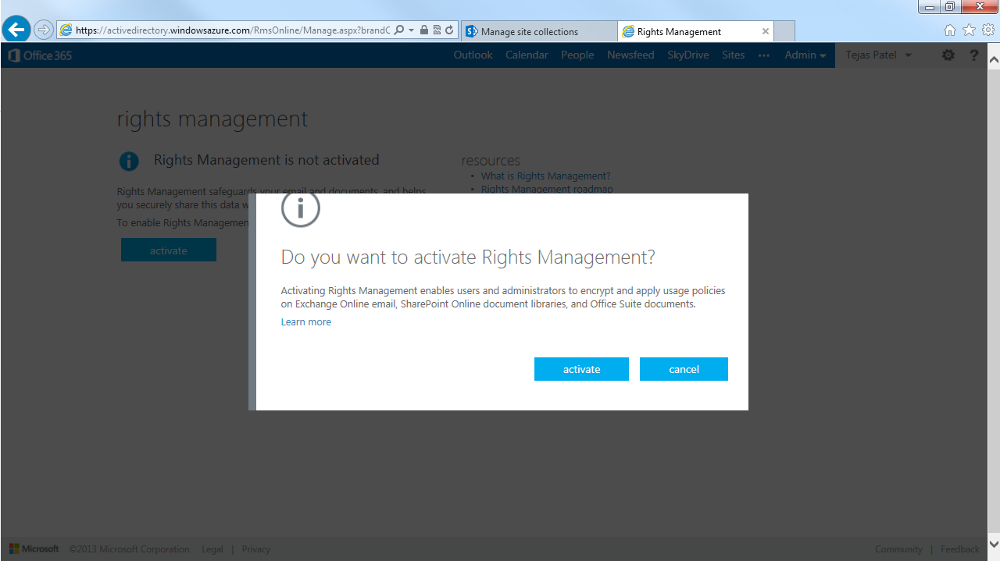 https://activedirectory.windowsazure.com/RmsOnline/Manage.aspx?brandC
Manage site collections
Rights Management
Office 365
Outlook Calendar People Newsfeed SkyDrive Sites ··· Admin Tejas Patel ?
rights management
Rights Management is not activated
resources
• What is Rights Management?
• Rights Management roadmap
Rights Management safeguards your email and documents, and helps
you securely share this data
To enable Rights Management
activate
Do you want to activate Rights Management?
Activating Rights Management enables users and administrators to encrypt and apply usage policies
on Exchange Online email, SharePoint Online document libraries, and Office Suite documents.
Learn more
activate cancel
Microsoft ©2013 Microsoft Corporation Legal | Privacy Community | Feedback